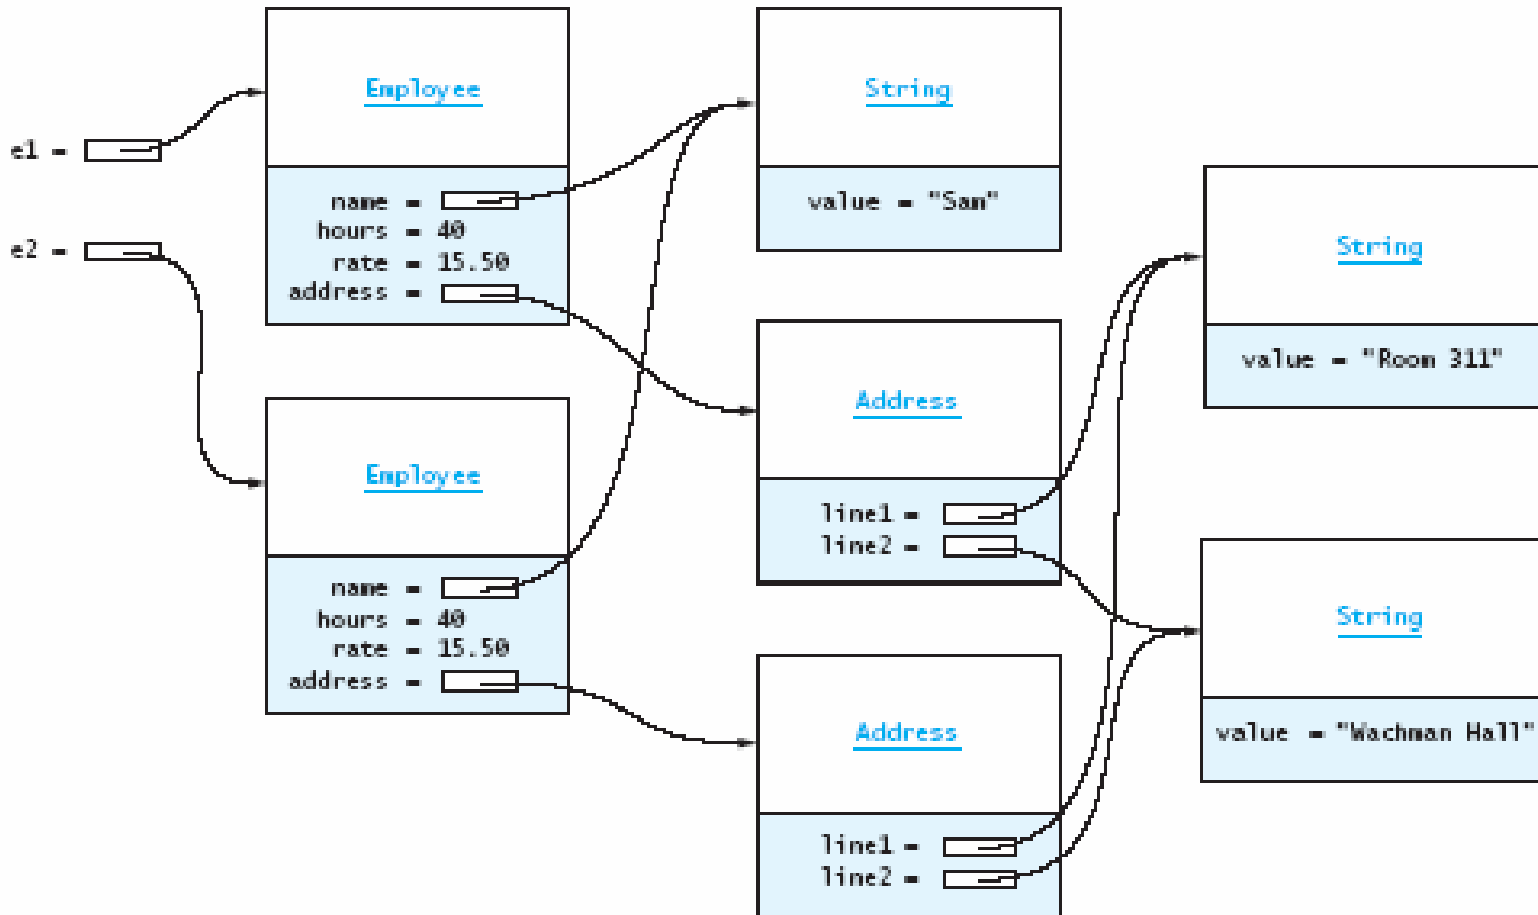 e1 =
e2 =
Employee
name =
hours = 40
rate = 15.50
address =
Employee
name =
hours = 40
rate = 15.50
address =
String
value = "Sam"
Address
line1 =
line2 =
Address
line1 =
line2 =
String
value = "Room 311"
String
value = "Wachman Hall"